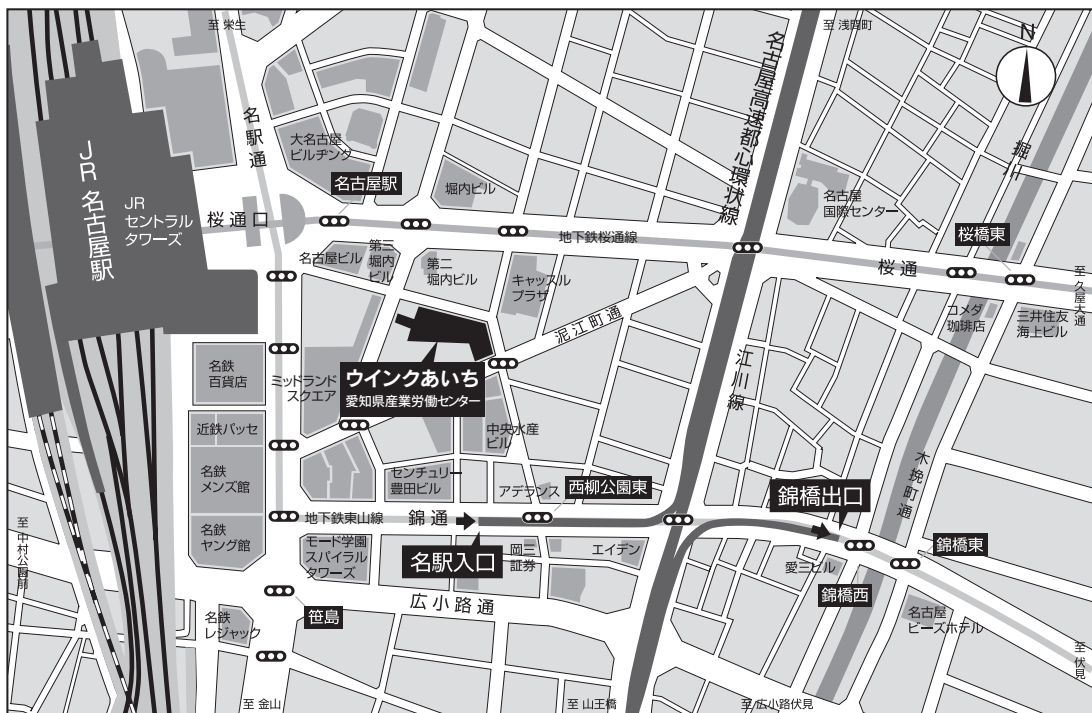 至 栄生
至 浅間町
N
名駅通
名古屋高速都心環状線
堀川
大名古屋
ビルヂング
名古屋駅
堀内ビル
名古屋
国際センター
JR 名古屋駅
JR
セントラル
タワーズ
桜通口
地下鉄桜通線
桜橋東
桜通
至 久屋大通
名古屋ビル
第三
堀内
ビル
第二
堀内ビル
キャッスル
プラザ
泥江町通
コメダ
珈琲店
三井住友
海上ビル
名鉄
百貨店
ミッドランド
スクエア
ウインクあいち
愛知県産業労働センター
江川線
近鉄パッセ
中央水産
ビル
名鉄
メンズ館
センチュリー
豊田ビル
アデランス
西柳公園東
錦橋出口
木挽町通
名鉄
ヤング館
地下鉄東山線
錦通
至 中村公園前
モード学園
スパイラル
タワーズ
名駅入口
岡三
証券
エイデン
愛三ビル
錦橋東
錦橋西
広小路通
笹島
名鉄
レジャック
名古屋
ビーズホテル
至 伏見
至 金山
至 山王橋
至 広小路伏見